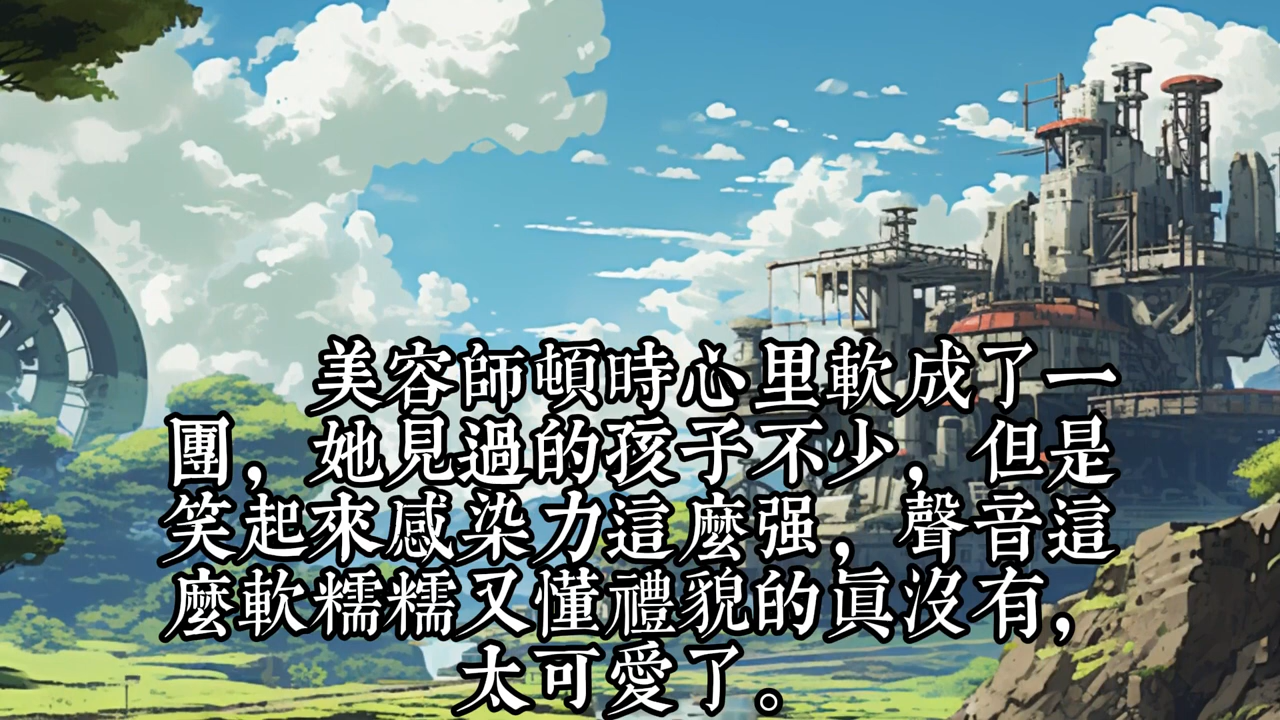 美容師頓時心里軟成了一
團，她見過的孩子不少，但是
笑起來感染力這麼强，聲音這
麼軟糯糯又懂禮貌的眞沒有，
太可愛了。